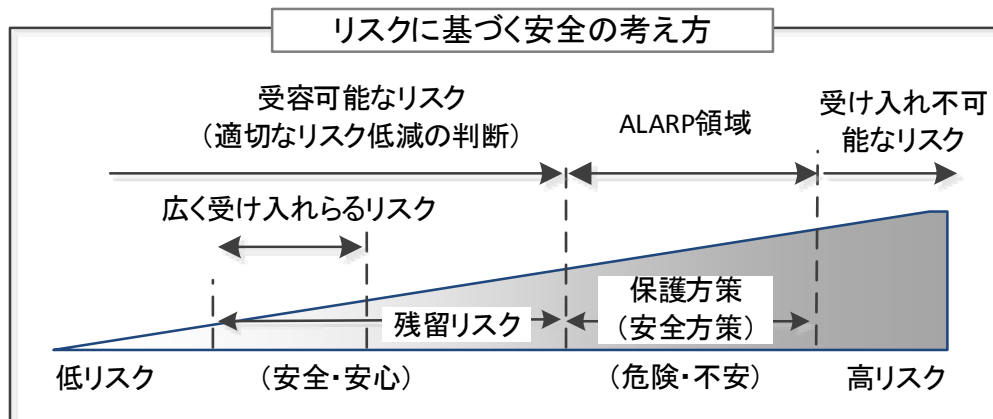 リスクに基づく安全の考え方
受容可能なリスク
（適切なリスク低減の判断）
ALARP領域
受け入れ不可
能なリスク
広く受け入れらるリスク
残留リスク
保護方策
（安全方策）
低リスク
（安全・安心）
（危険・不安）
高リスク